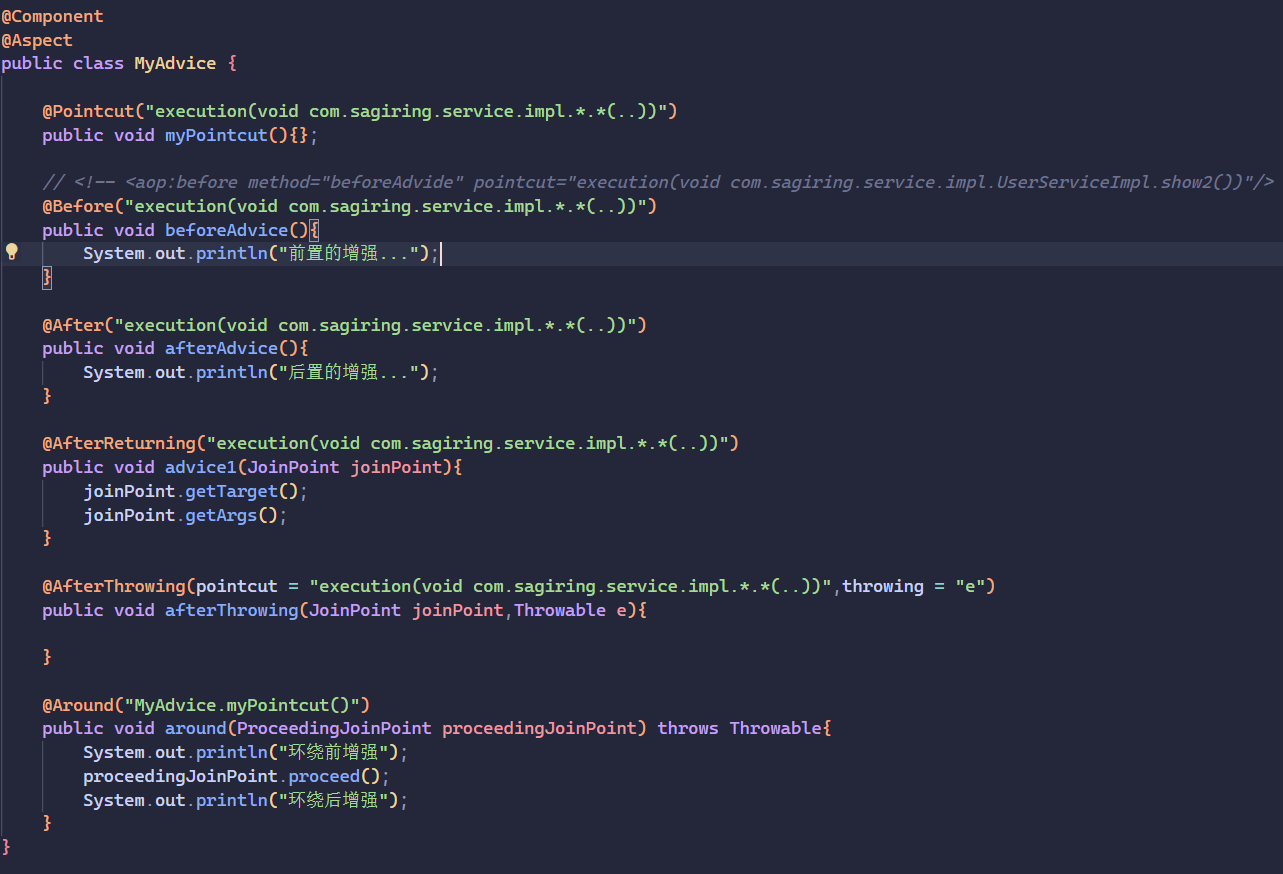 @Component
@Aspect
public class MyAdvice {
@Pointcut("execution(void com.sagiring.service.impl.*.*(..))")
public void myPointcut(){};
// <!-- <aop:before method="beforeAdvide" pointcut="execution(void com.sagiring.service.impl.UserServiceImpl.show2())"/>
@Before("execution(void com.sagiring.service.impl.*.*(..))")
public void beforeAdvice(){
System.out.println("前置的增强...");
}
@After("execution(void com.sagiring.service.impl.*.*(..))")
public void afterAdvice(){
System.out.println("后置的增强...");
}
@AfterReturning("execution(void com.sagiring.service.impl.*.*(..))")
public void advice1(JoinPoint joinPoint){
joinPoint.getTarget();
joinPoint.getArgs();
}
@AfterThrowing(pointcut = "execution(void com.sagiring.service.impl.*.*(..))",throwing = "e")
public void afterThrowing(JoinPoint joinPoint,Throwable e){
}
@Around("MyAdvice.myPointcut()")
public void around(ProceedingJoinPoint proceedingJoinPoint) throws Throwable{
System.out.println("环绕前增强");
proceedingJoinPoint.proceed();
System.out.println("环绕后增强");
}
}